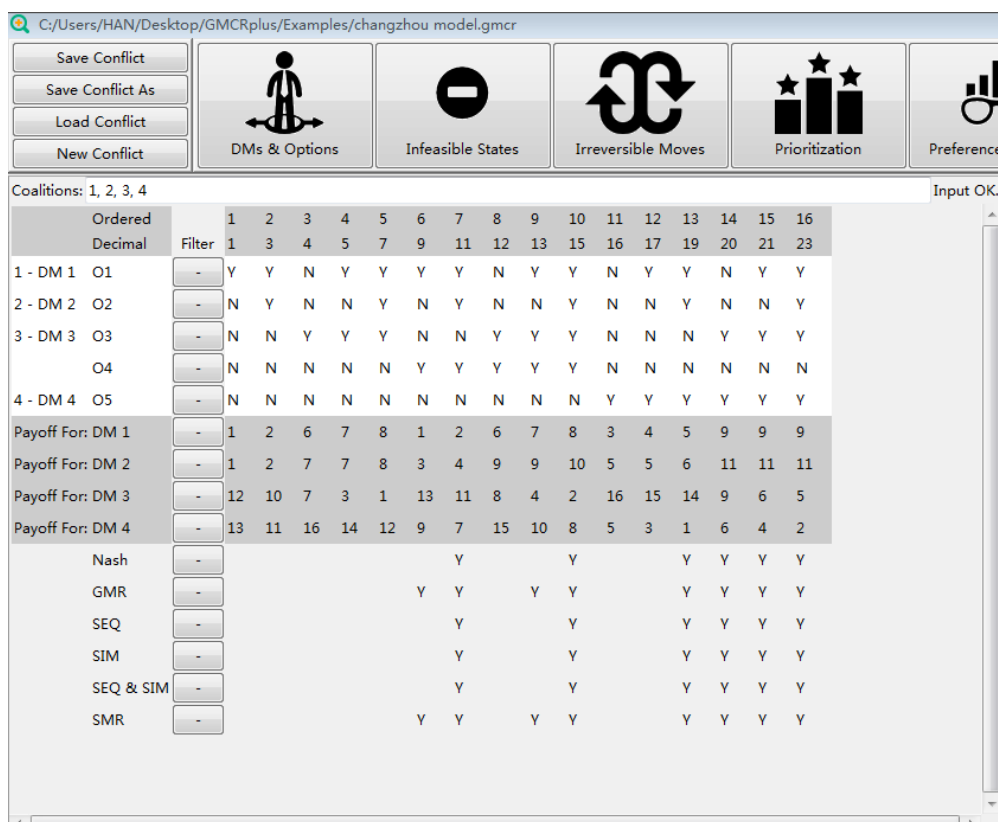 C:/Users/HAN/Desktop/GMCRplus/Examples/changzhou model.gmcr
Save Conflict
Save Conflict As
Load Conflict
New Conflict
DMs & Options
Infeasible States
Irreversible Moves
Prioritization
Preference
Coalitions: 1, 2, 3, 4 Input OK.
Ordered 1 2 3 4 5 6 7 8 9 10 11 12 13 14 15 16
Decimal Filter 1 3 4 5 7 9 11 12 13 15 16 17 19 20 21 23
1 - DM 1 O1 - Y Y N Y Y Y Y N Y Y N Y Y N Y Y
2 - DM 2 O2 - N Y N N Y N Y N N Y N N Y N N Y
3 - DM 3 O3 - N N Y Y Y N N Y Y Y N N N Y Y Y
O4 - N N N N N Y Y Y Y Y N N N N N N
4 - DM 4 O5 - N N N N N N N N N N Y Y Y Y Y Y
Payoff For: DM 1 - 1 2 6 7 8 1 2 6 7 8 3 4 5 9 9 9
Payoff For: DM 2 - 1 2 7 7 8 3 4 9 9 10 5 5 6 11 11 11
Payoff For: DM 3 - 12 10 7 3 1 13 11 8 4 2 16 15 14 9 6 5
Payoff For: DM 4 - 13 11 16 14 12 9 7 15 10 8 5 3 1 6 4 2
Nash - Y Y Y Y Y Y
GMR - Y Y Y Y Y Y Y Y
SEQ - Y Y Y Y Y Y
SIM - Y Y Y Y Y Y
SEQ & SIM - Y Y Y Y Y Y
SMR - Y Y Y Y Y Y Y Y